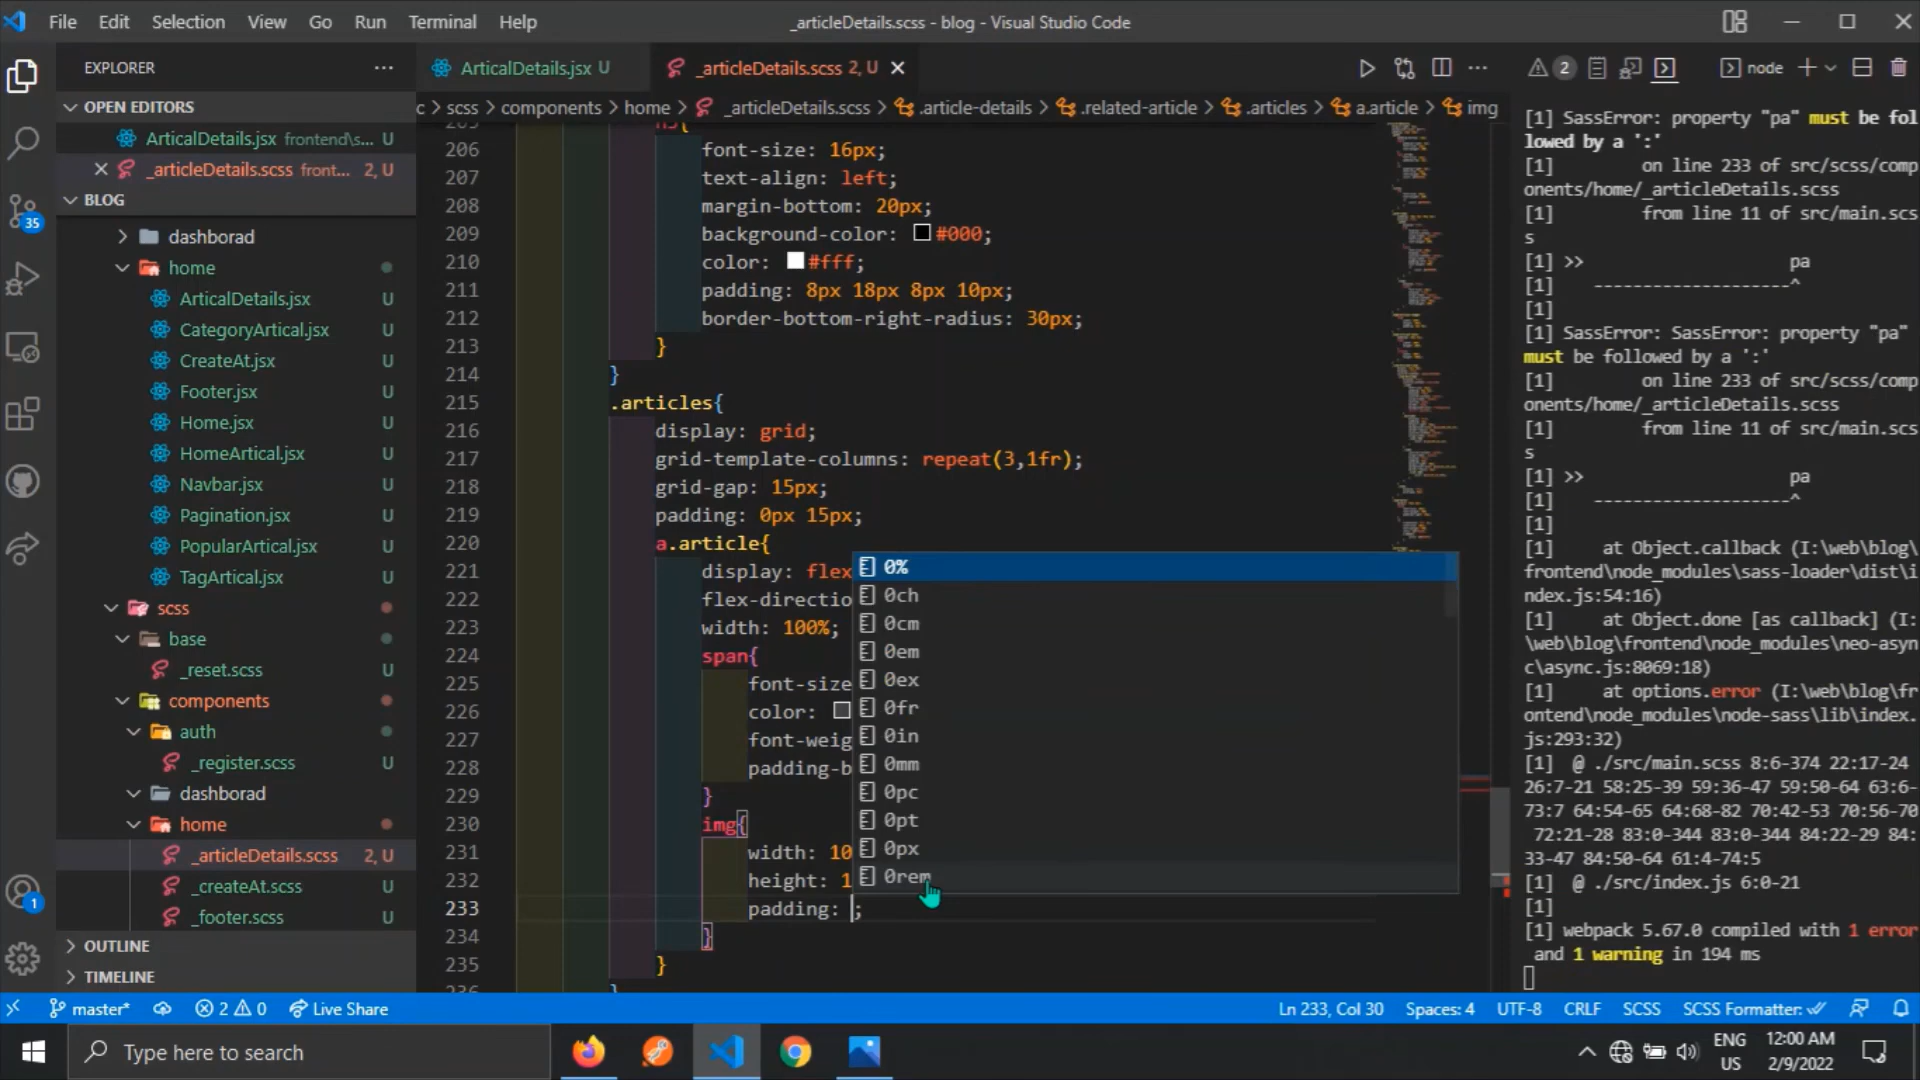 File Edit Selection View Go Run Terminal Help
_articleDetails.scss - blog - Visual Studio Code
EXPLORER
OPEN EDITORS
ArticalDetails.jsx frontend\s... U
_articleDetails.scss front... 2, U
BLOG
dashborad
home
ArticalDetails.jsx U
CategoryArtical.jsx U
CreateAt.jsx U
Footer.jsx U
Home.jsx U
HomeArtical.jsx U
Navbar.jsx U
Pagination.jsx U
PopularArtical.jsx U
TagArtical.jsx U
scss
base
_reset.scss U
components
auth
_register.scss U
dashborad
home
_articleDetails.scss 2, U
_createAt.scss U
_footer.scss U
OUTLINE
TIMELINE
35
1
ArticalDetails.jsx U
_articleDetails.scss 2, U
c > scss > components > home > _articleDetails.scss > .article-details > .related-article > .articles > a.article > img
206 font-size: 16px;
207 text-align: left;
208 margin-bottom: 20px;
209 background-color: #000;
210 color: #fff;
211 padding: 8px 18px 8px 10px;
212 border-bottom-right-radius: 30px;
213 }
214 }
215 .articles{
216 display: grid;
217 grid-template-columns: repeat(3,1fr);
218 grid-gap: 15px;
219 padding: 0px 15px;
220 a.article{
221 display: flex
222 flex-directio
223 width: 100%;
224 span{
225 font-size
226 color:
227 font-weig
228 padding-b
229 }
230 img{
231 width: 10
232 height: 1
233 padding: ;
234 }
235 }
236
0%
0ch
0cm
0em
0ex
0fr
0in
0mm
0pc
0pt
0px
0rem
2
node
[1] SassError: property "pa" must be fol
lowed by a ':'
[1] on line 233 of src/scss/comp
onents/home/_articleDetails.scss
[1] from line 11 of src/main.scs
s
[1] >> pa
[1] --------------------^
[1]
[1] SassError: SassError: property "pa"
must be followed by a ':'
[1] on line 233 of src/scss/comp
onents/home/_articleDetails.scss
[1] from line 11 of src/main.scs
s
[1] >> pa
[1] --------------------^
[1]
[1] at Object.callback (I:\web\blog\
frontend\node_modules\sass-loader\dist\i
ndex.js:54:16)
[1] at Object.done [as callback] (I:
\web\blog\frontend\node_modules\neo-asyn
c\async.js:8069:18)
[1] at options.error (I:\web\blog\fr
ontend\node_modules\node-sass\lib\index.
js:293:32)
[1] @ ./src/main.scss 8:6-374 22:17-24
26:7-21 58:25-39 59:36-47 59:50-64 63:6-
73:7 64:54-65 64:68-82 70:42-53 70:56-70
72:21-28 83:0-344 83:0-344 84:22-29 84:
33-47 84:50-64 61:4-74:5
[1] @ ./src/index.js 6:0-21
[1]
[1] webpack 5.67.0 compiled with 1 error
and 1 warning in 194 ms
master* 2 0 Live Share
Ln 233, Col 30 Spaces: 4 UTF-8 CRLF SCSS SCSS Formatter:
Type here to search
ENG
US
12:00 AM
2/9/2022